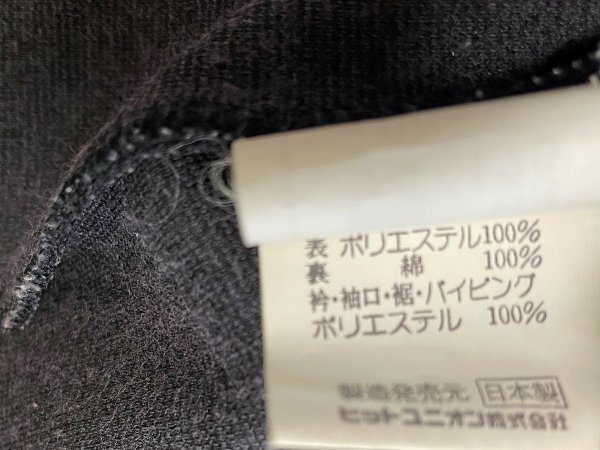 表 ポリエステル100%
裏 綿 100%
衿・袖口・裾・パイピング
ポリエステル 100%
製造発売元 日本製
ヒットユニオン株式会社